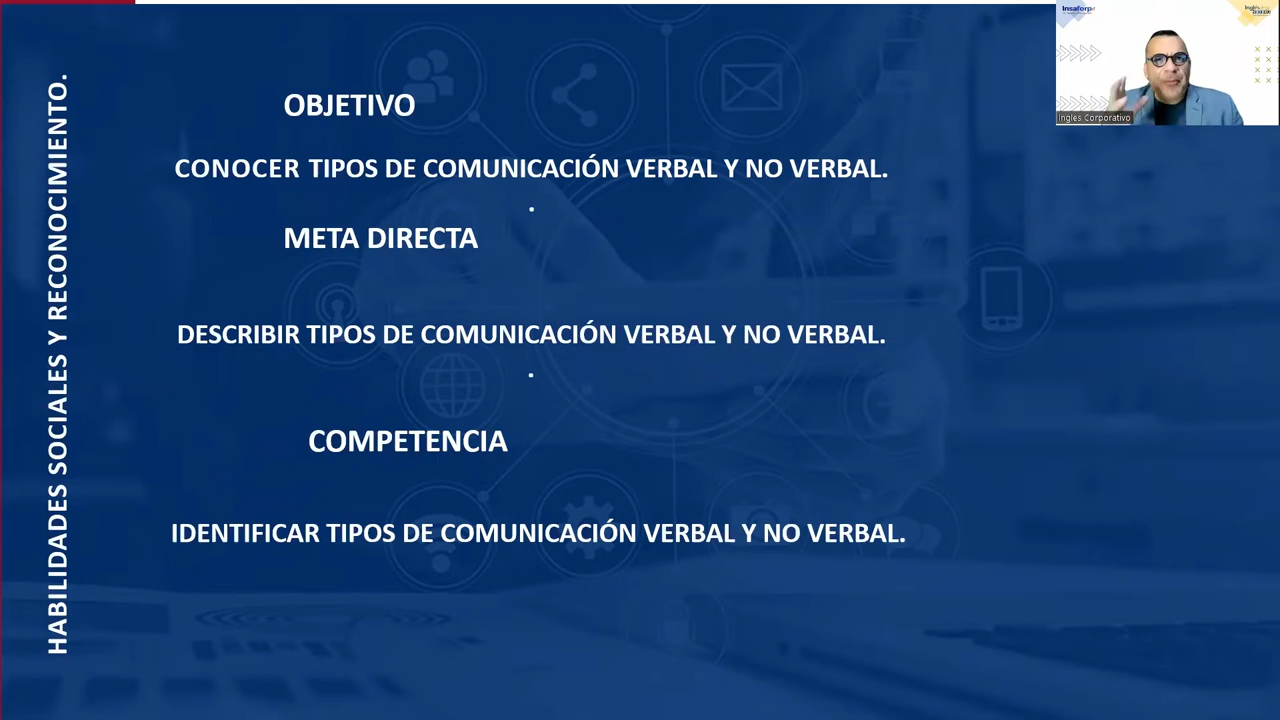 HABILIDADES SOCIALES Y RECONOCIMIENTO.
OBJETIVO
CONOCER TIPOS DE COMUNICACIÓN VERBAL Y NO VERBAL.
.
META DIRECTA
DESCRIBIR TIPOS DE COMUNICACIÓN VERBAL Y NO VERBAL.
.
COMPETENCIA
IDENTIFICAR TIPOS DE COMUNICACIÓN VERBAL Y NO VERBAL.
Insaforp
Ingles Corporativo